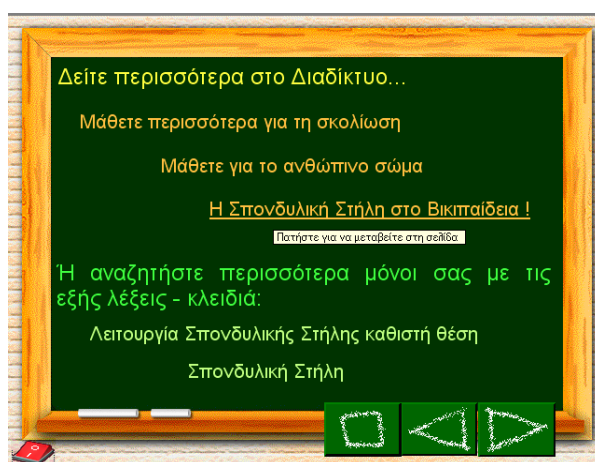 Δείτε περισσότερα στο Διαδίκτυο...
Μάθετε περισσότερα για τη σκολίωση
Μάθετε για το ανθώπινο σώμα
Η Σπονδυλική Στήλη στο Βικιπαίδεια !
Πατήστε για να μεταβείτε στη σελίδα
Ή αναζητήστε περισσότερα μόνοι σας με τις
εξής λέξεις - κλειδιά:
Λειτουργία Σπονδυλικής Στήλης καθιστή θέση
Σπονδυλική Στήλη